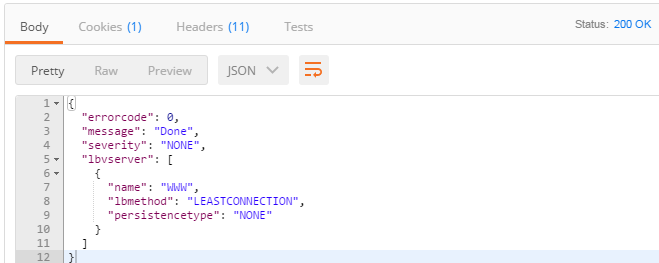 Body Cookies (1) Headers (11) Tests Status: 200 OK
Pretty Raw Preview JSON
1 {
2 "errorcode": 0,
3 "message": "Done",
4 "severity": "NONE",
5 "lbvserver": [
6 {
7 "name": "WWW",
8 "lbmethod": "LEASTCONNECTION",
9 "persistencetype": "NONE"
10 }
11 ]
12 }